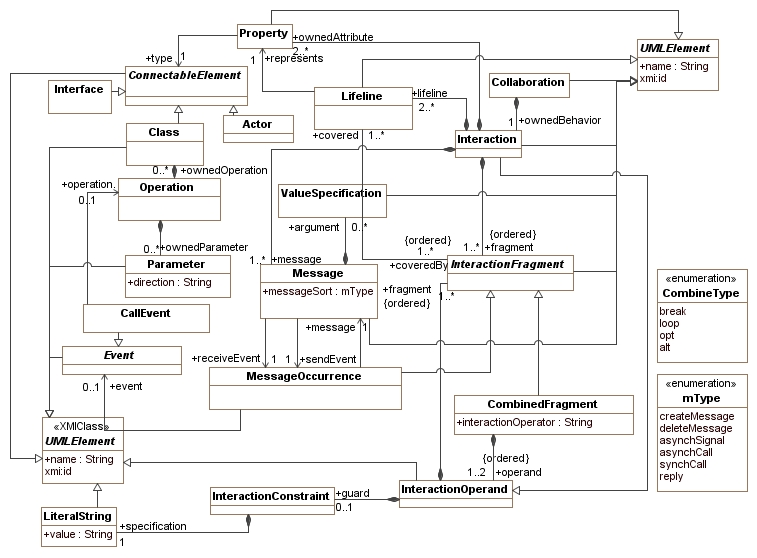 Property
+ownedAttribute
2..*
+type
1
1
+represents
UMLElement
+name : String
xmi:id
ConnectableElement
Interface
Collaboration
Lifeline
+lifeline
2..*
Class
Actor
+covered
1..*
1
+ownedBehavior
Interaction
0..*
+ownedOperation
+operation
0..1
Operation
ValueSpecification
+argument
0..*
{ordered}
1..*
+coveredBy
{ordered}
1..*
+fragment
0..*
+ownedParameter
1..*
+message
Parameter
+direction : String
Message
+messageSort : mType
InteractionFragment
+fragment
{ordered}
1..*
«enumeration»
CombineType
break
loop
opt
alt
CallEvent
+message
1
Event
+receiveEvent
1
1
+sendEvent
0..1
+event
MessageOccurrence
«enumeration»
mType
createMessage
deleteMessage
asynchSignal
asynchCall
synchCall
reply
CombinedFragment
+interactionOperator : String
«XMIClass»
UMLElement
+name : String
xmi:id
{ordered}
1..2
+operand
InteractionConstraint
+guard
0..1
InteractionOperand
LiteralString
+value : String
+specification
1